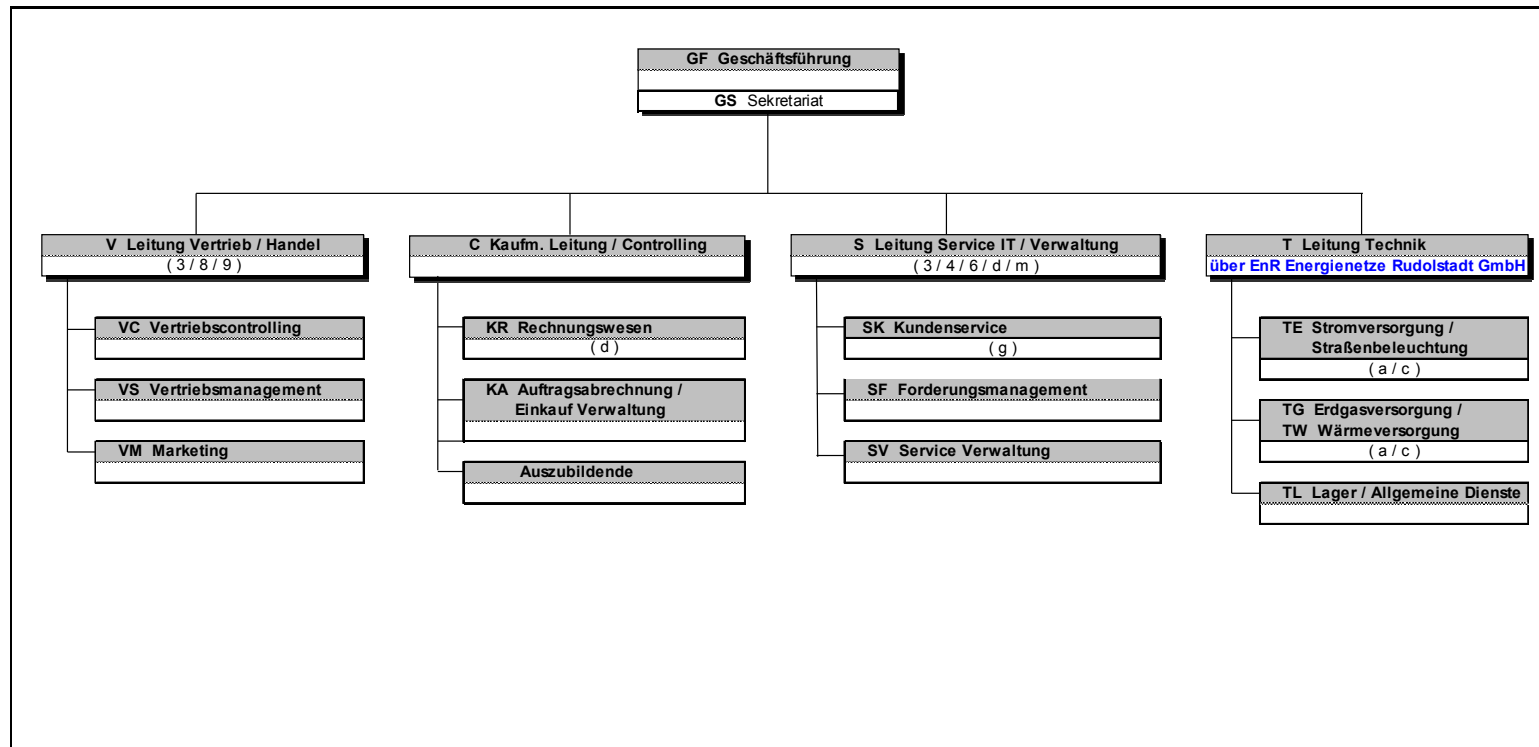 GF Geschäftsführung
GS Sekretariat
V Leitung Vertrieb / Handel
( 3 / 8 / 9 )
VC Vertriebscontrolling
VS Vertriebsmanagement
VM Marketing
C Kaufm. Leitung / Controlling
KR Rechnungswesen
( d )
KA Auftragsabrechnung /
Einkauf Verwaltung
Auszubildende
S Leitung Service IT / Verwaltung
( 3 / 4 / 6 / d / m )
SK Kundenservice
( g )
SF Forderungsmanagement
SV Service Verwaltung
T Leitung Technik
über EnR Energienetze Rudolstadt GmbH
TE Stromversorgung /
Straßenbeleuchtung
( a / c )
TG Erdgasversorgung /
TW Wärmeversorgung
( a / c )
TL Lager / Allgemeine Dienste